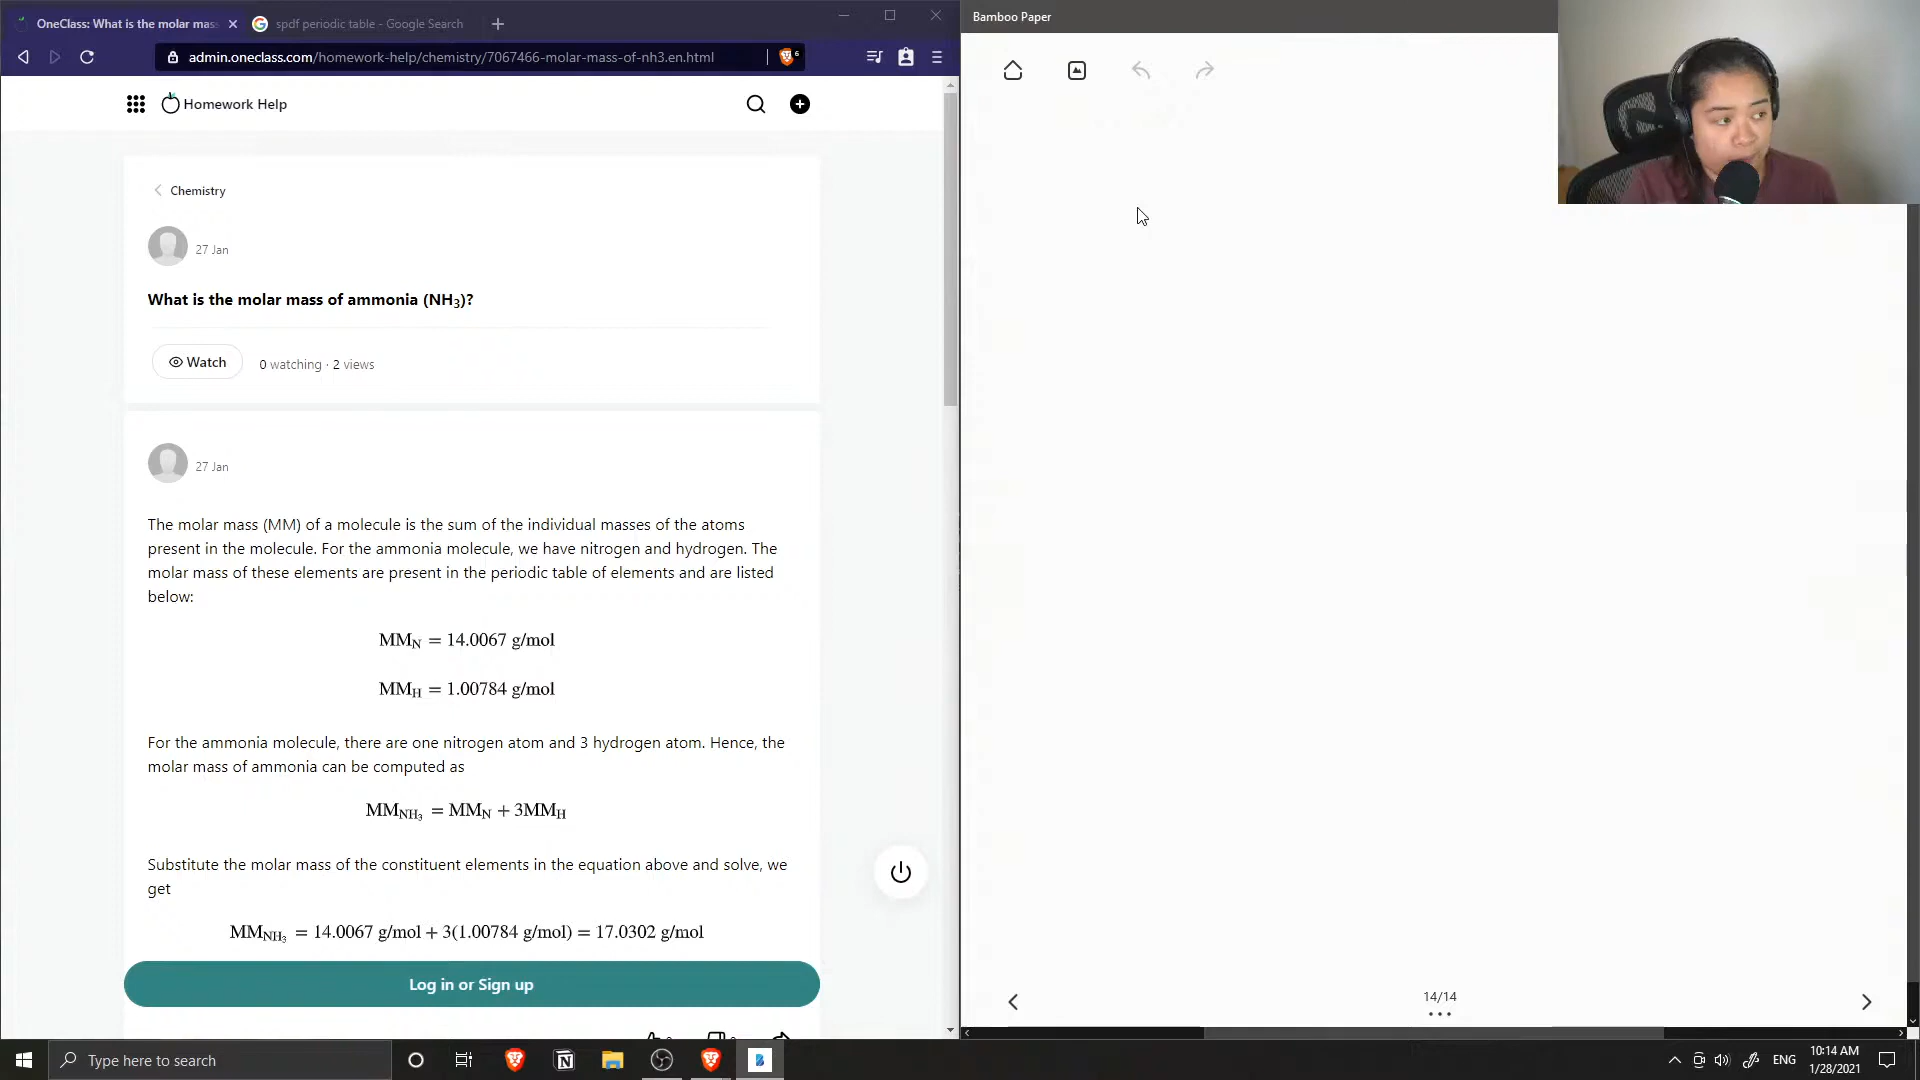 OneClass: What is the molar mas
spdf periodic table - Google Search
admin.oneclass.com/homework-help/chemistry/7067466-molar-mass-of-nh3.en.html
6
Homework Help
Chemistry
27 Jan
What is the molar mass of ammonia (NH₃)?
Watch
0 watching · 2 views
27 Jan
The molar mass (MM) of a molecule is the sum of the individual masses of the atoms
present in the molecule. For the ammonia molecule, we have nitrogen and hydrogen. The
molar mass of these elements are present in the periodic table of elements and are listed
below:
MM_N = 14.0067 g/mol
MM_H = 1.00784 g/mol
For the ammonia molecule, there are one nitrogen atom and 3 hydrogen atom. Hence, the
molar mass of ammonia can be computed as
MM_NH₃ = MM_N + 3MM_H
Substitute the molar mass of the constituent elements in the equation above and solve, we
get
MM_NH₃ = 14.0067 g/mol + 3(1.00784 g/mol) = 17.0302 g/mol
Log in or Sign up
Bamboo Paper
14/14
Type here to search
ENG
10:14 AM
1/28/2021